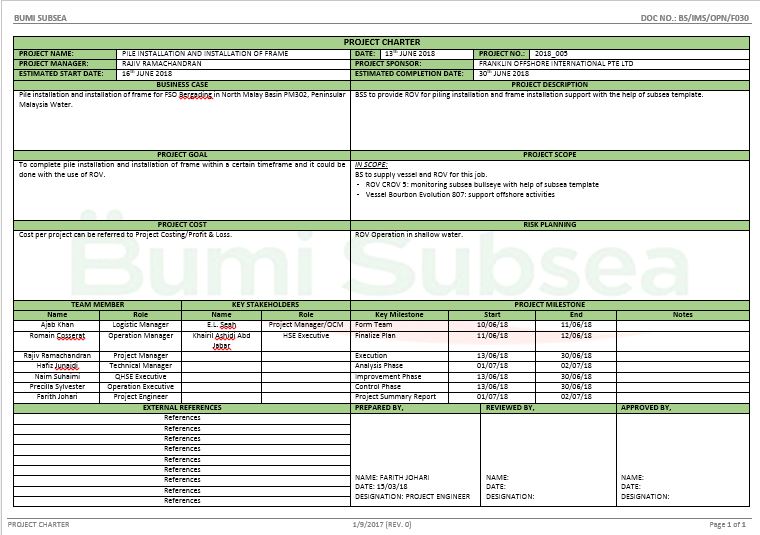 BUMI SUBSEA DOC NO.: BS/IMS/OPN/F030
PROJECT CHARTER
PROJECT NAME: PILE INSTALLATION AND INSTALLATION OF FRAME DATE: 13TH JUNE 2018 PROJECT NO.: 2018_005
PROJECT MANAGER: RAJIV RAMACHANDRAN PROJECT SPONSOR: FRANKLIN OFFSHORE INTERNATIONAL PTE LTD
ESTIMATED START DATE: 16th JUNE 2018 ESTIMATED COMPLETION DATE: 30th JUNE 2018
BUSINESS CASE PROJECT DESCRIPTION
Pile installation and installation of frame for FSO Bergading in North Malay Basin PM302, Peninsular
Malaysia Water.
BSS to provide ROV for piling installation and frame installation support with the help of subsea template.
PROJECT GOAL PROJECT SCOPE
To complete pile installation and installation of frame within a certain timeframe and it could be
done with the use of ROV.
IN SCOPE:
BS to supply vessel and ROV for this job.
- ROV CROV 5: monitoring subsea bullseye with help of subsea template
- Vessel Bourbon Evolution 807: support offshore activities
PROJECT COST RISK PLANNING
Cost per project can be referred to Project Costing/Profit & Loss. ROV Operation in shallow water.
Bumi Subsea
TEAM MEMBER KEY STAKEHOLDERS PROJECT MILESTONE
Name Role Name Role Key Milestone Start End Notes
Ajab Khan Logistic Manager E.L. Seah Project Manager/OCM Form Team 10/06/18 11/06/18
Romain Cosserat Operation Manager Khairil Ashidi Abd HSE Executive Finalize Plan 11/06/18 12/06/18
Jabar
Rajiv Ramachandran Project Manager Execution 13/06/18 30/06/18
Hafiz Junaidi Technical Manager Analysis Phase 01/07/18 02/07/18
Naim Suhaimi QHSE Executive Improvement Phase 13/06/18 30/06/18
Precilla Sylvester Operation Executive Control Phase 13/06/18 30/06/18
Farith Johari Project Engineer Project Summary Report 01/07/18 02/07/18
EXTERNAL REFERENCES PREPARED BY, REVIEWED BY, APPROVED BY,
References
References
References
References
References
References
References
References
References
NAME: FARITH JOHARI NAME: NAME:
DATE: 15/03/18 DATE: DATE:
DESIGNATION: PROJECT ENGINEER DESIGNATION: DESIGNATION:
PROJECT CHARTER 1/9/2017 (REV. 0) Page 1 of 1